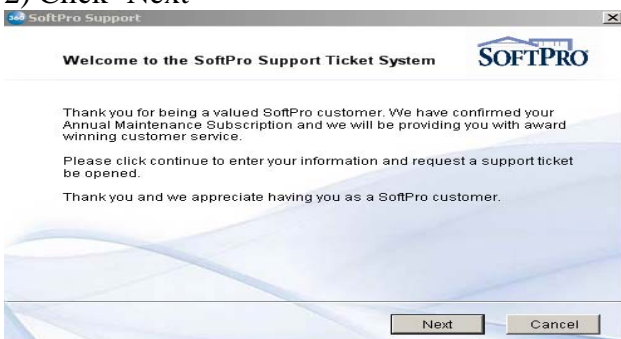 2) Click "Next"
360 SoftPro Support
Welcome to the SoftPro Support Ticket System
SOFTPRO
Thank you for being a valued SoftPro customer. We have confirmed your
Annual Maintenance Subscription and we will be providing you with award
winning customer service.
Please click continue to enter your information and request a support ticket
be opened.
Thank you and we appreciate having you as a SoftPro customer.
Next
Cancel